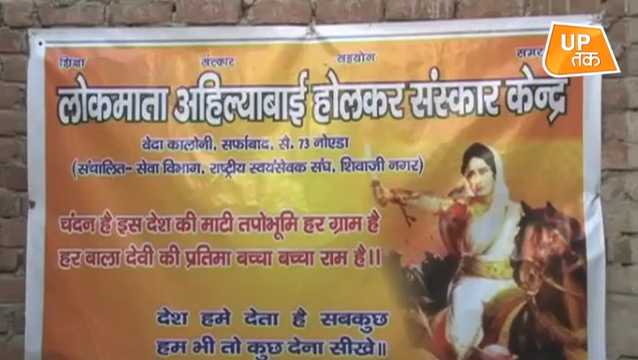 शिक्षा संस्कार सहयोग समर
UP तक
लोकमाता अहिल्याबाई होलकर संस्कार केन्द्र
वेदा कालोनी, सर्फाबाद, सै. 73 नोएडा
(संचालित- सेवा विभाग, राष्ट्रीय स्वयंसेवक संघ, शिवाजी नगर)
चंदन है इस देश की माटी तपोभूमि हर ग्राम है
हर बाला देवी की प्रतिमा बच्चा बच्चा राम है।।
देश हमे देता है सबकुछ
हम भी तो कुछ देना सीखे॥